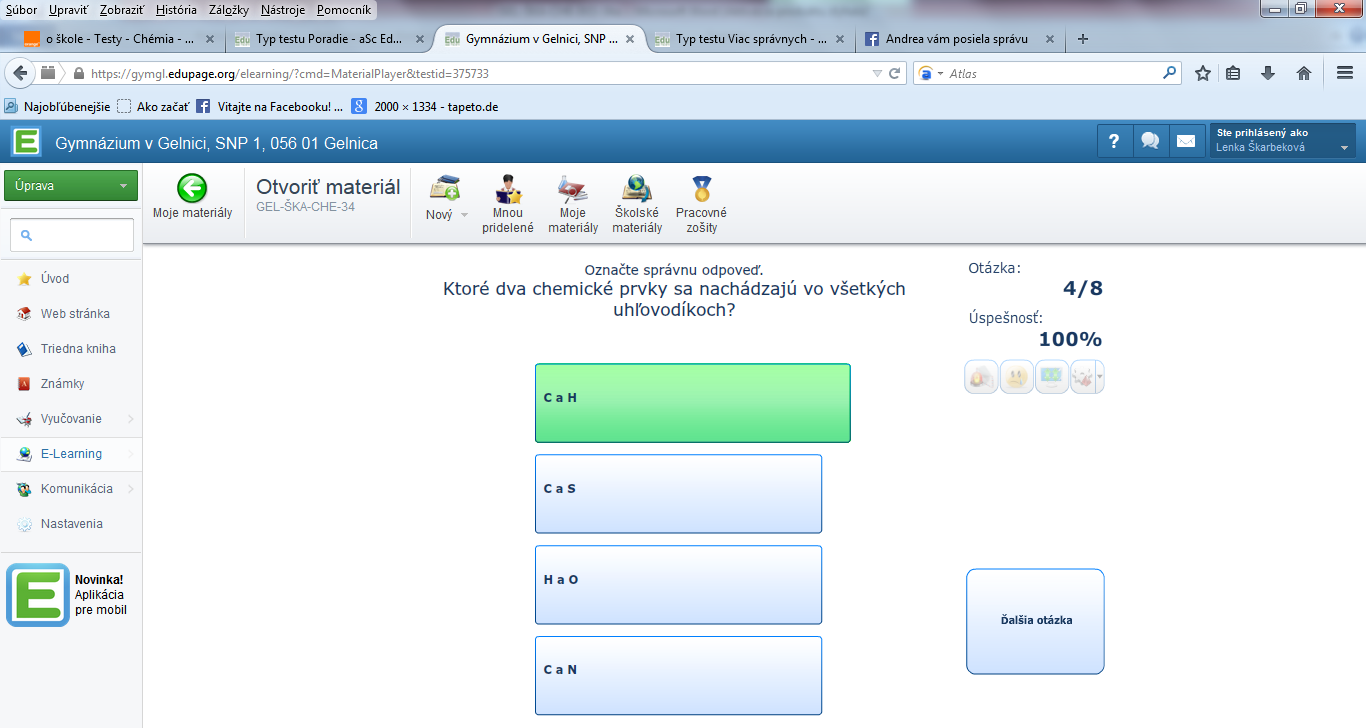 Súbor Upraviť Zobraziť História Záložky Nástroje Pomocník
o škole - Testy - Chémia - ... Typ testu Poradie - aSc Ed... Gymnázium v Gelnici, SNP ... Typ testu Viac správnych - ... Andrea vám posiela správu
https://gymgl.edupage.org/elearning/?cmd=MaterialPlayer&testid=375733 Atlas
Najobľúbenejšie Ako začať Vitajte na Facebooku! ... 2000 × 1334 - tapeto.de
Gymnázium v Gelnici, SNP 1, 056 01 Gelnica
? Ste prihlásený ako
Lenka Škarbeková
Úprava
Moje materiály
Otvoriť materiál
GEL-ŠKA-CHE-34
Nový
Mnou
pridelené
Moje
materiály
Školské
materiály
Pracovné
zošity
Úvod
Web stránka
Triedna kniha
Známky
Vyučovanie
E-Learning
Komunikácia
Nastavenia
Novinka!
Aplikácia
pre mobil
Označte správnu odpoveď.
Ktoré dva chemické prvky sa nachádzajú vo všetkých
uhľovodíkoch?
C a H
C a S
H a O
C a N
Otázka:
4/8
Úspešnosť:
100%
Ďalšia otázka